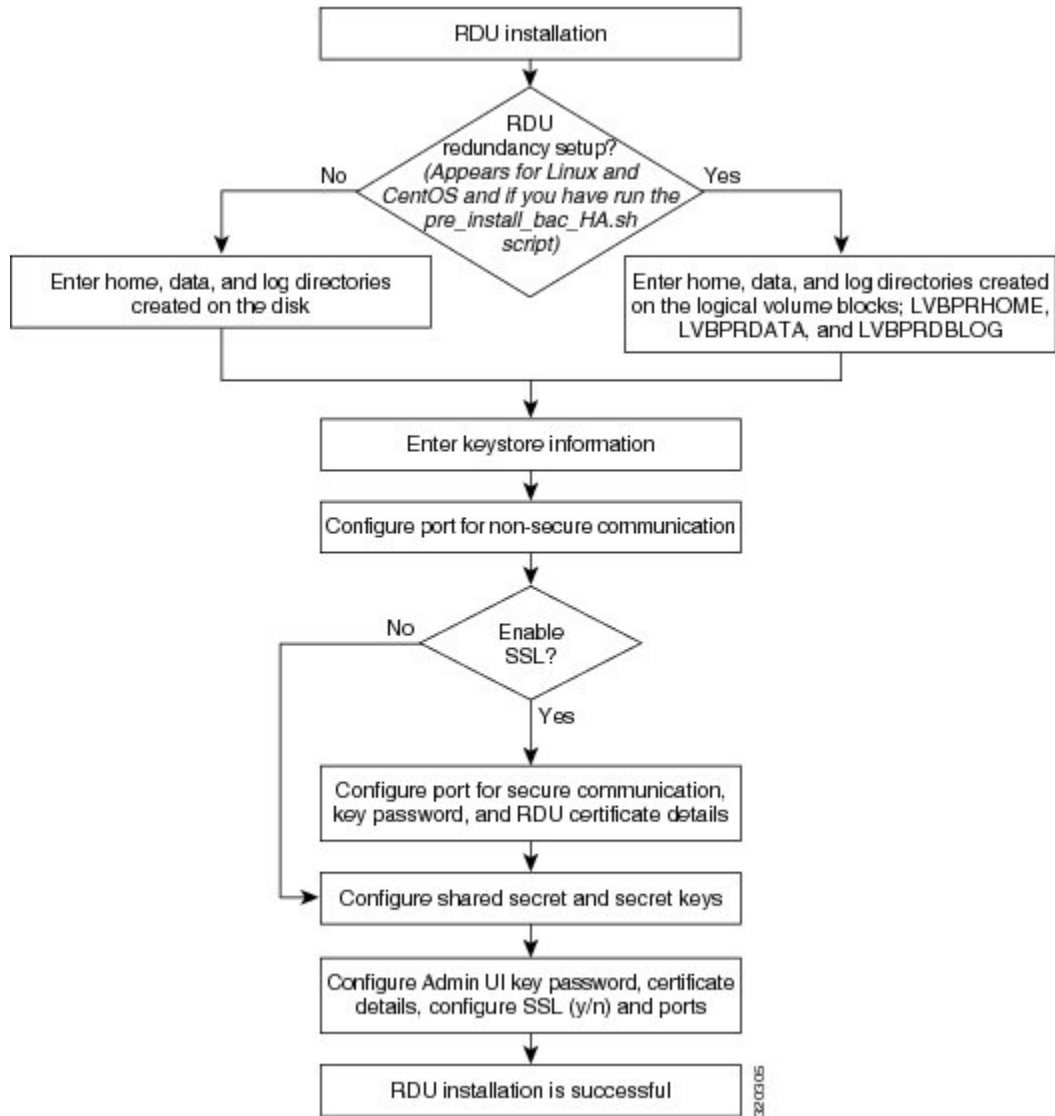 RDU installation
RDU
redundancy setup?
(Appears for Linux and
CentOS and if you have run the
pre_install_bac_HA.sh
script)
No
Yes
Enter home, data, and log directories
created on the disk
Enter home, data, and log directories created
on the logical volume blocks; LVBPRHOME,
LVBPRDATA, and LVBPRDBLOG
Enter keystore information
Configure port for non-secure communication
Enable
SSL?
No
Yes
Configure port for secure communication,
key password, and RDU certificate details
Configure shared secret and secret keys
Configure Admin UI key password, certificate
details, configure SSL (y/n) and ports
RDU installation is successful
320305